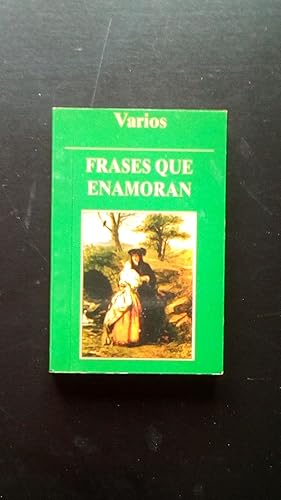 Varios
FRASES QUE
ENAMORAN